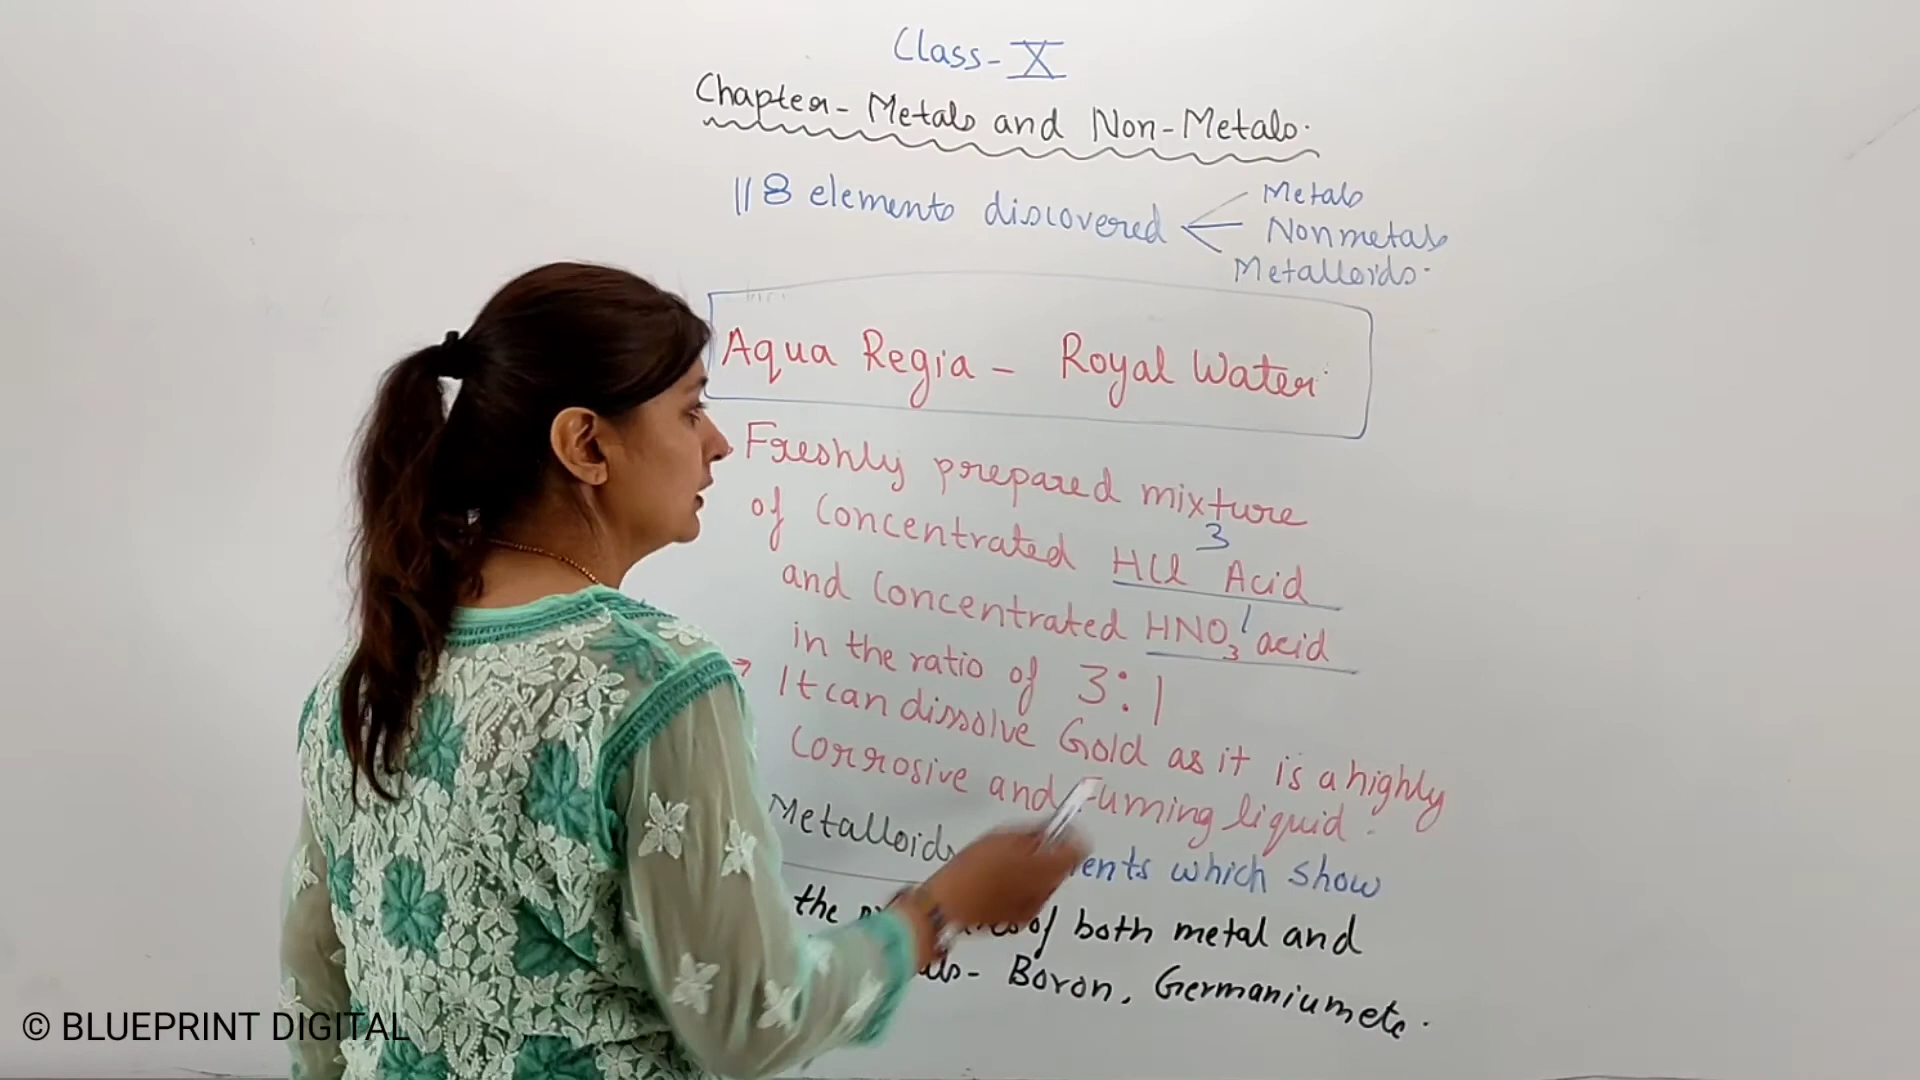 Class-X
Chapter- Metals and Non-Metals.
118 elements discovered
Metals
Nonmetals
Metalloids.
Aqua Regia - Royal Water
Freshly prepared mixture
of Concentrated HCl 3 Acid
and Concentrated HNO3 1 acid
in the ratio of 3:1
→ It can dissolve Gold as it is a highly
Corrosive and Fuming liquid.
Metalloids which show
the of both metal and
Boron, Germanium etc.
© BLUEPRINT DIGITAL